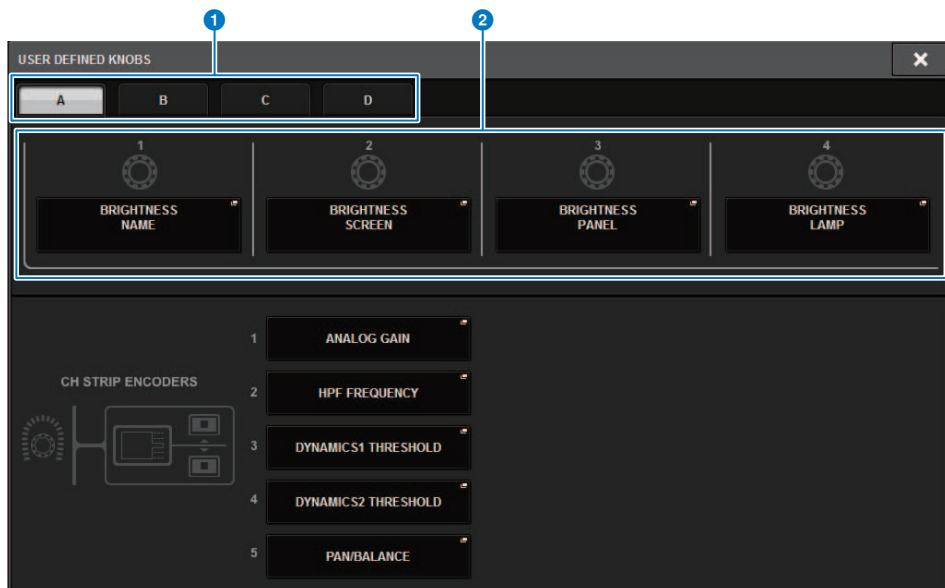 1 2
USER DEFINED KNOBS
A B C D
1 2 3 4
BRIGHTNESS
NAME
BRIGHTNESS
SCREEN
BRIGHTNESS
PANEL
BRIGHTNESS
LAMP
CH STRIP ENCODERS
1 ANALOG GAIN
2 HPF FREQUENCY
3 DYNAMICS1 THRESHOLD
4 DYNAMICS2 THRESHOLD
5 PAN/BALANCE